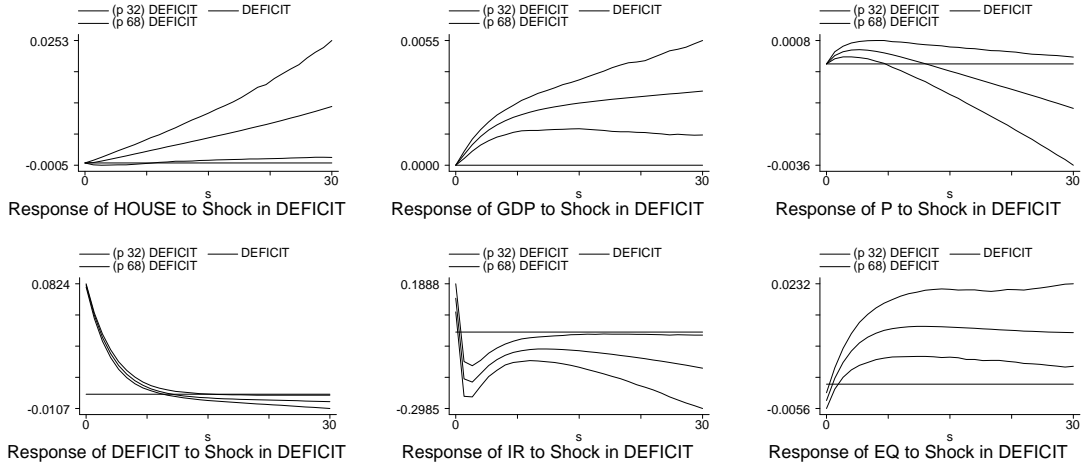 (p 32) DEFICIT DEFICIT
(p 68) DEFICIT
0.0253
-0.0005
0 30
s
Response of HOUSE to Shock in DEFICIT
(p 32) DEFICIT DEFICIT
(p 68) DEFICIT
0.0055
0.0000
0 30
s
Response of GDP to Shock in DEFICIT
(p 32) DEFICIT DEFICIT
(p 68) DEFICIT
0.0008
-0.0036
0 30
s
Response of P to Shock in DEFICIT
(p 32) DEFICIT DEFICIT
(p 68) DEFICIT
0.0824
-0.0107
0 30
s
Response of DEFICIT to Shock in DEFICIT
(p 32) DEFICIT DEFICIT
(p 68) DEFICIT
0.1888
-0.2985
0 30
s
Response of IR to Shock in DEFICIT
(p 32) DEFICIT DEFICIT
(p 68) DEFICIT
0.0232
-0.0056
0 30
s
Response of EQ to Shock in DEFICIT